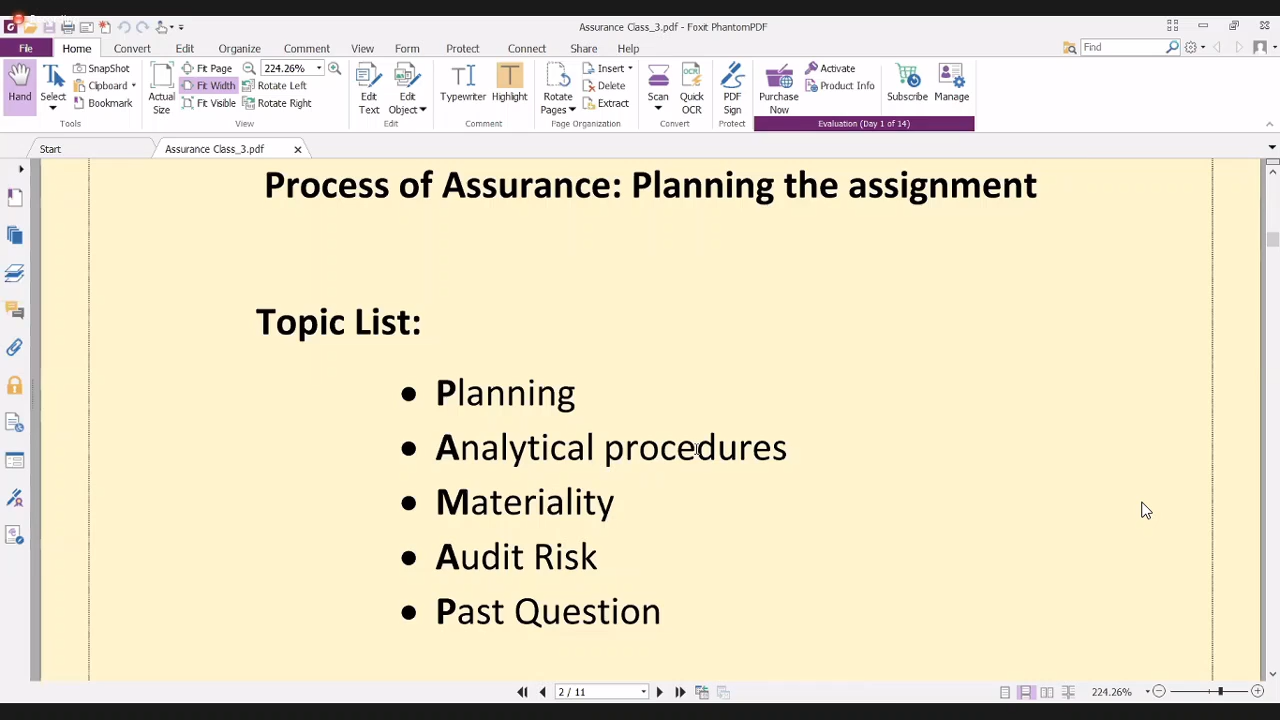 Assurance Class_3.pdf - Foxit PhantomPDF
File Home Convert Edit Organize Comment View Form Protect Connect Share Help
Find
Hand
Select
SnapShot
Clipboard
Bookmark
Tools
Actual Size
Fit Page
Fit Width
Fit Visible
224.26%
Rotate Left
Rotate Right
View
Edit Text
Edit Object
Edit
Typewriter
Highlight
Comment
Rotate Pages
Insert
Delete
Extract
Page Organization
Scan
Quick OCR
Convert
PDF Sign
Protect
Purchase Now
Activate
Product Info
Subscribe
Manage
Evaluation (Day 1 of 14)
Start
Assurance Class_3.pdf
Process of Assurance: Planning the assignment
Topic List:
• Planning
• Analytical procedures
• Materiality
• Audit Risk
• Past Question
2 / 11
224.26%